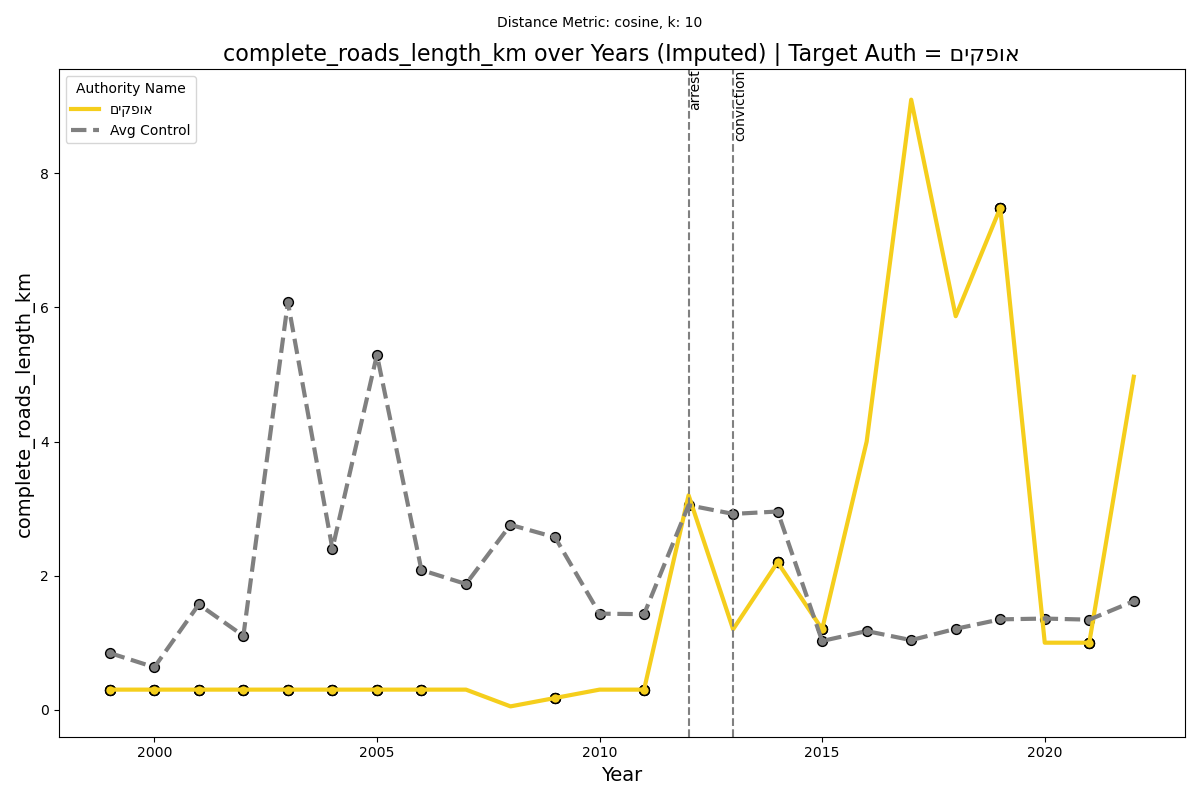 Distance Metric: cosine, k: 10
complete_roads_length_km over Years (Imputed) | Target Auth = אופקים
Authority Name
אופקים
Avg Control
arrest
conviction
complete_roads_length_km
8
6
4
2
0
2000
2005
2010
2015
2020
Year